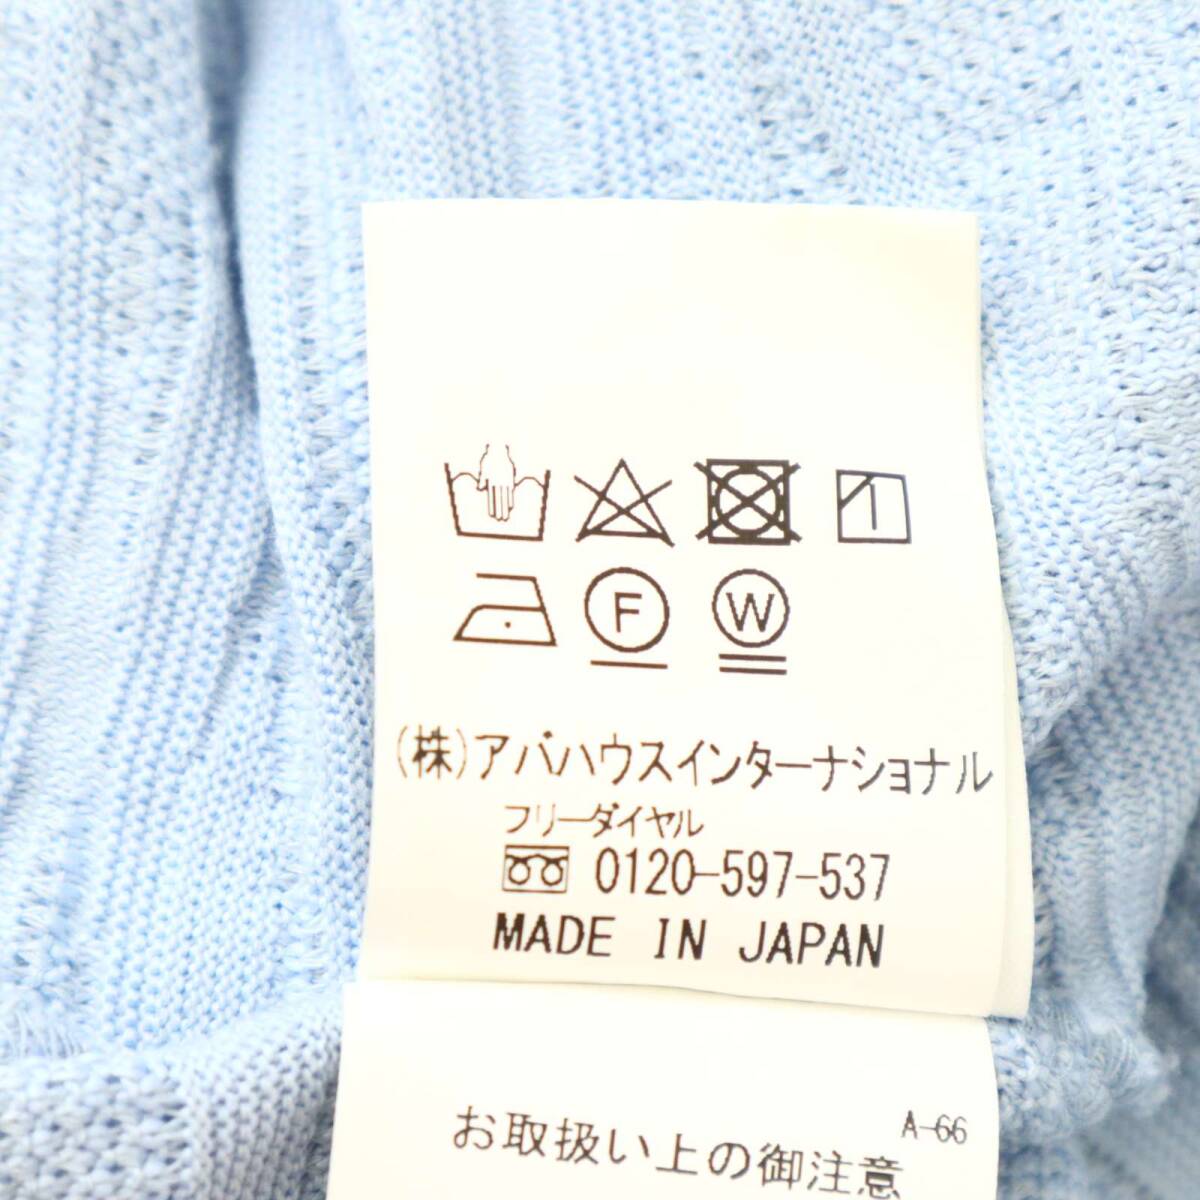 F W
(株)アバハウスインターナショナル
フリーダイヤル
0120-597-537
MADE IN JAPAN
A-66
お取扱い上の御注意